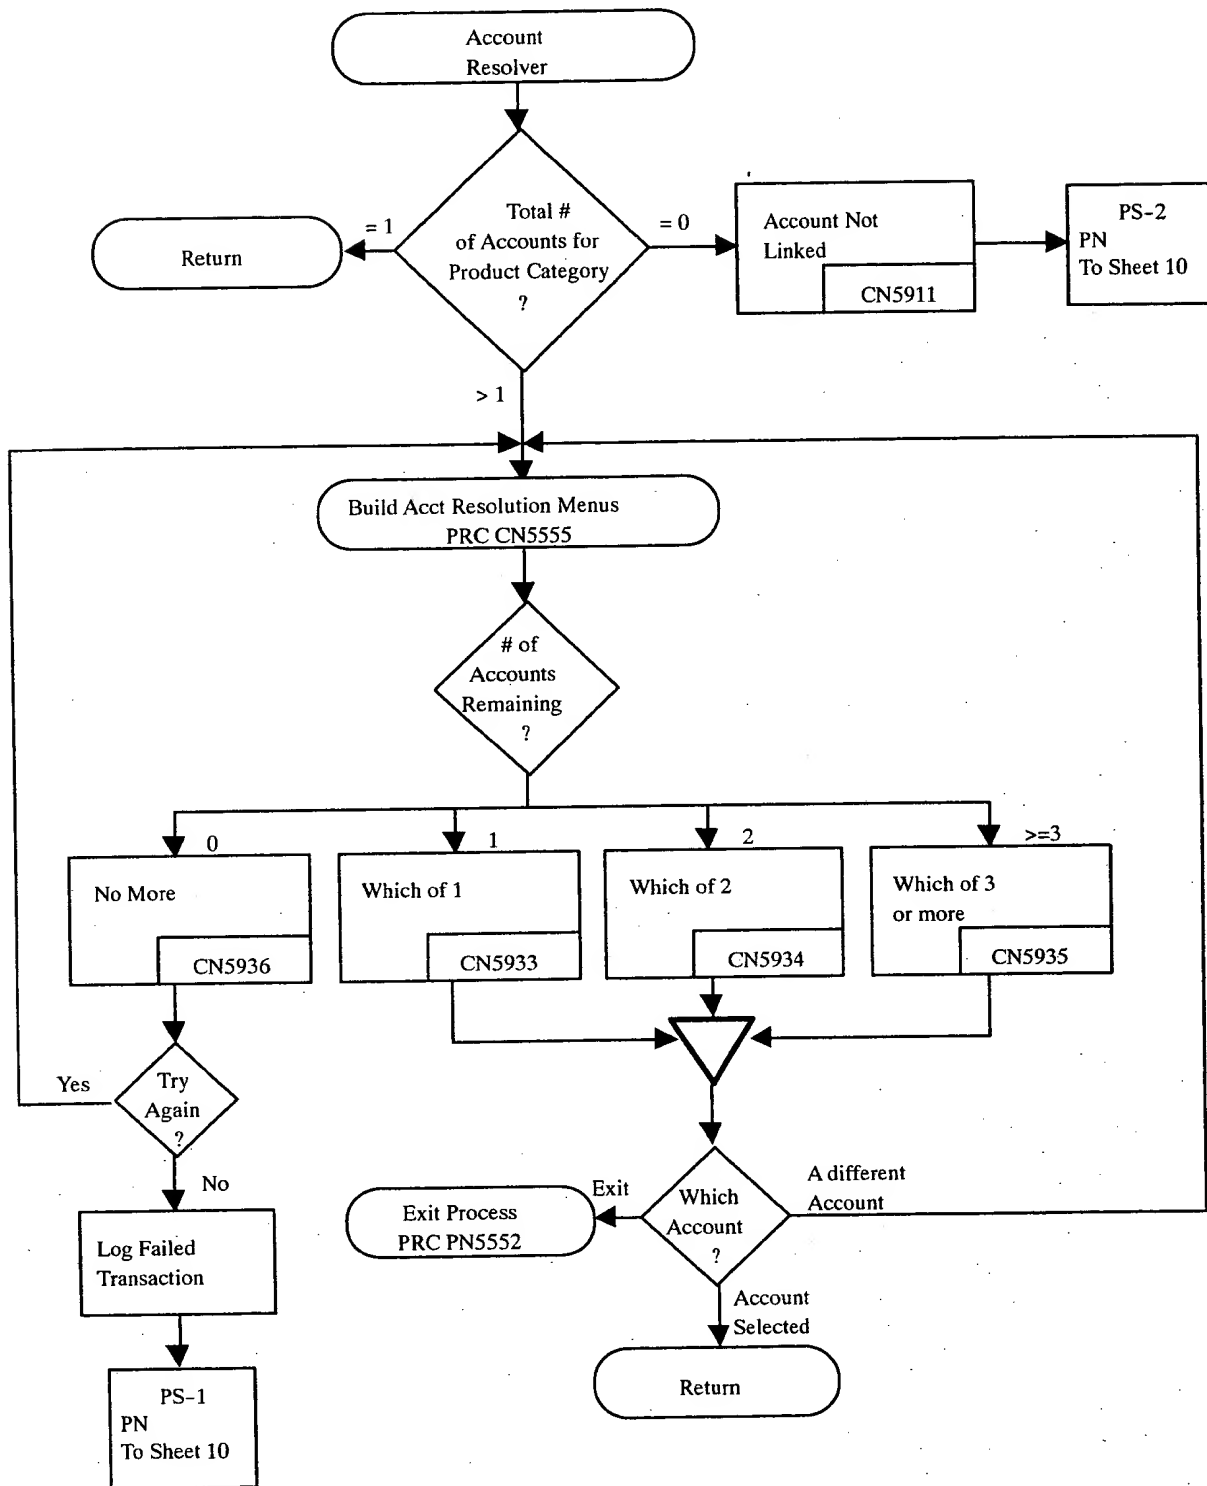 Account
Resolver
Total #
of Accounts for
Product Category
?
= 1
Return
= 0
Account Not
Linked
CN5911
PS-2
PN
To Sheet 10
> 1
Build Acct Resolution Menus
PRC CN5555
# of
Accounts
Remaining
?
0
No More
CN5936
1
Which of 1
CN5933
2
Which of 2
CN5934
>=3
Which of 3
or more
CN5935
Yes
Try
Again
?
No
Log Failed
Transaction
PS-1
PN
To Sheet 10
Exit
Exit Process
PRC PN5552
Which
Account
?
A different
Account
Account
Selected
Return